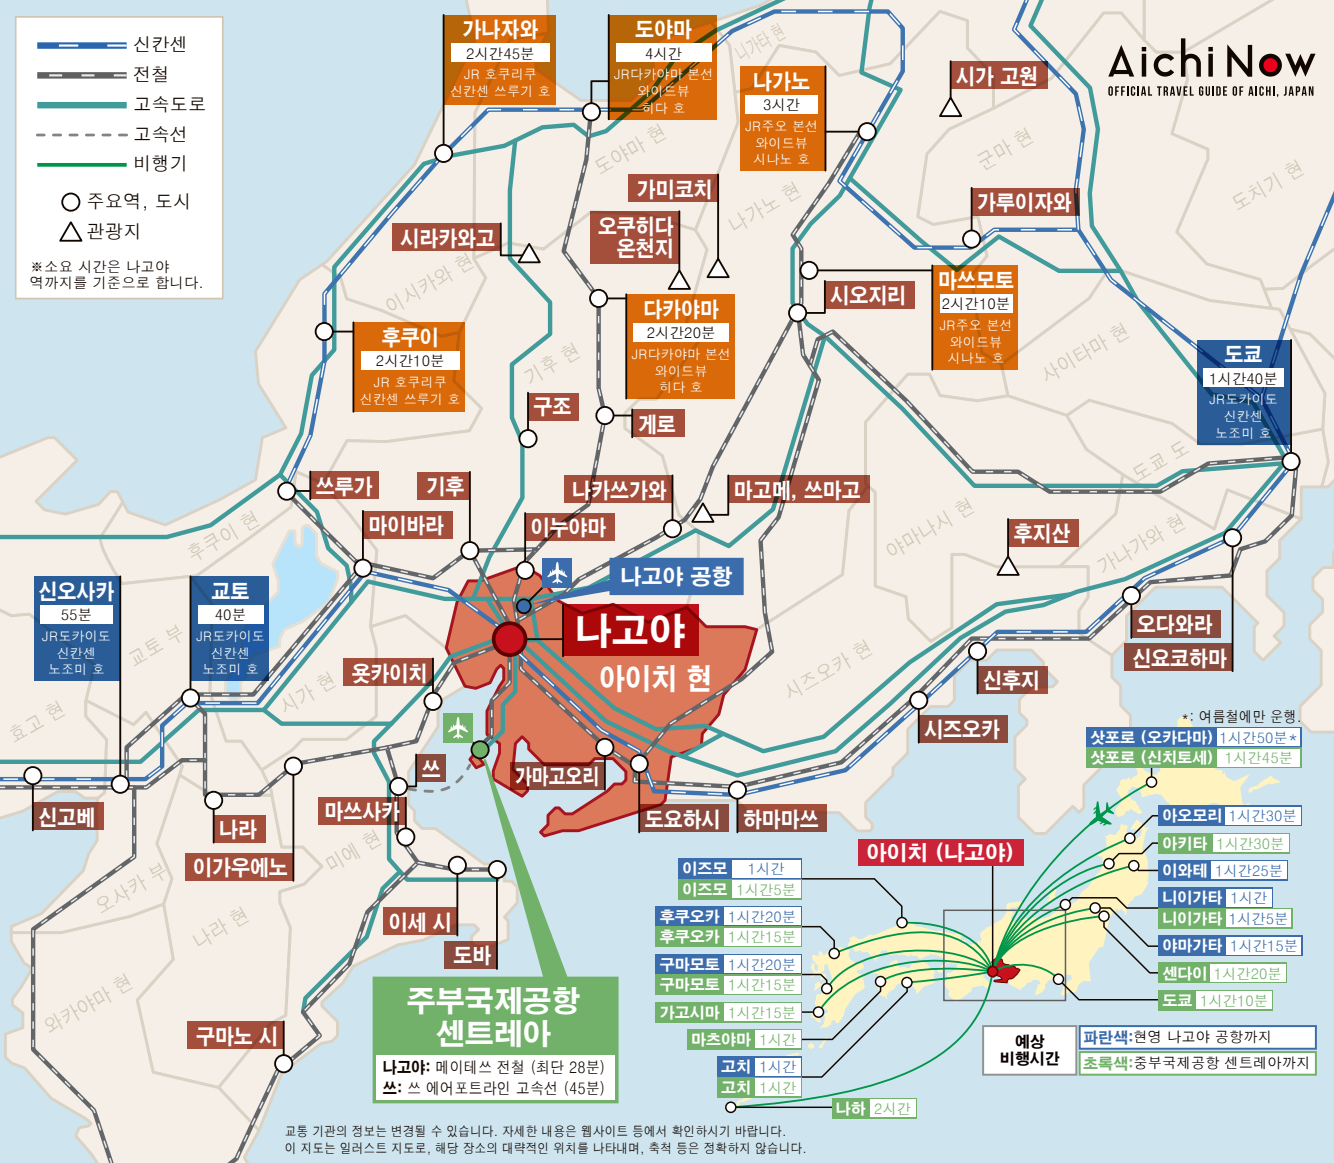 신칸센
전철
고속도로
고속선
비행기
주요역, 도시
관광지
※소요 시간은 나고야
역까지를 기준으로 합니다.
Aichi Now
OFFICIAL TRAVEL GUIDE OF AICHI, JAPAN
가나자와
2시간45분
JR 호쿠리쿠
신칸센 쓰루기 호
도야마
4시간
JR다카야마 본선
와이드뷰
히다 호
니가타 현
나가노
3시간
JR주오 본선
와이드뷰
시나노 호
시가 고원
군마 현
도치기 현
도야마 현
나가노 현
가미코치
오쿠히다
온천지
가루이자와
시라카와고
이시카와 현
마쓰모토
2시간10분
JR주오 본선
와이드뷰
시나노 호
시오지리
다카야마
2시간20분
JR다카야마 본선
와이드뷰
히다 호
후쿠이
2시간10분
JR 호쿠리쿠
신칸센 쓰루기 호
기후 현
사이타마 현
도쿄
1시간40분
JR도카이도
신칸센
노조미 호
구조
게로
도쿄 도
쓰루가
기후
나카쓰가와
마고메, 쓰마고
마이바라
이누야마
후쿠이 현
야마나시 현
후지산
가나가와 현
나고야 공항
신오사카
55분
JR도카이도
신칸센
노조미 호
교토
40분
JR도카이도
신칸센
노조미 호
교토 부
나고야
아이치 현
오다와라
신요코하마
시즈오카 현
신후지
욧카이치
시가 현
효고 현
시즈오카
쓰
가마고오리
신고베
나라
이가우에노
마쓰사카
도요하시
하마마쓰
미에 현
오사카 부
나라 현
이세 시
도바
와카야마 현
구마노 시
주부국제공항
센트레아
나고야: 메이테쓰 전철 (최단 28분)
쓰: 쓰 에어포트라인 고속선 (45분)
*: 여름철에만 운행.
삿포로 (오카다마) 1시간50분*
삿포로 (신치토세) 1시간45분
아오모리 1시간30분
아키타 1시간30분
이와테 1시간25분
니이가타 1시간
니이가타 1시간5분
야마가타 1시간15분
센다이 1시간20분
도쿄 1시간10분
아이치 (나고야)
이즈모 1시간
이즈모 1시간5분
후쿠오카 1시간20분
후쿠오카 1시간15분
구마모토 1시간20분
구마모토 1시간15분
가고시마 1시간15분
마츠야마 1시간
고치 1시간
고치 1시간
나하 2시간
예상
비행시간
파란색:현영 나고야 공항까지
초록색:중부국제공항 센트레아까지
교통 기관의 정보는 변경될 수 있습니다. 자세한 내용은 웹사이트 등에서 확인하시기 바랍니다.
이 지도는 일러스트 지도로, 해당 장소의 대략적인 위치를 나타내며, 축척 등은 정확하지 않습니다.